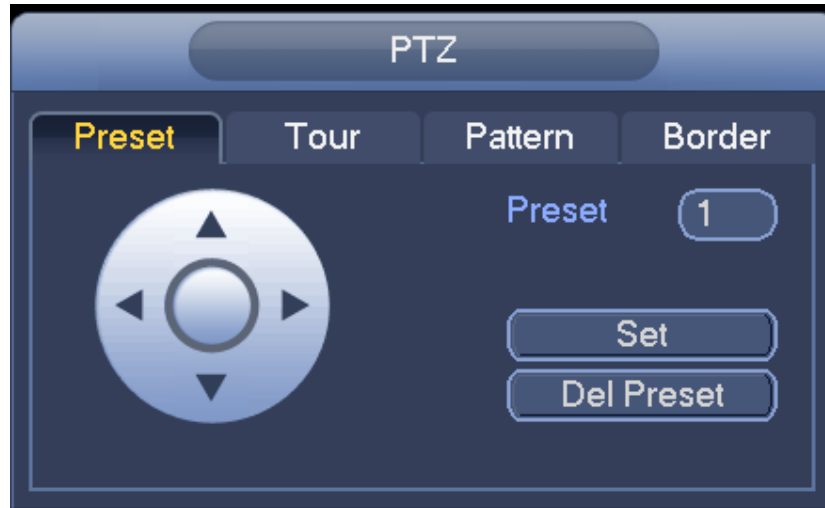 PTZ
Preset Tour Pattern Border
Preset 1
Set
Del Preset